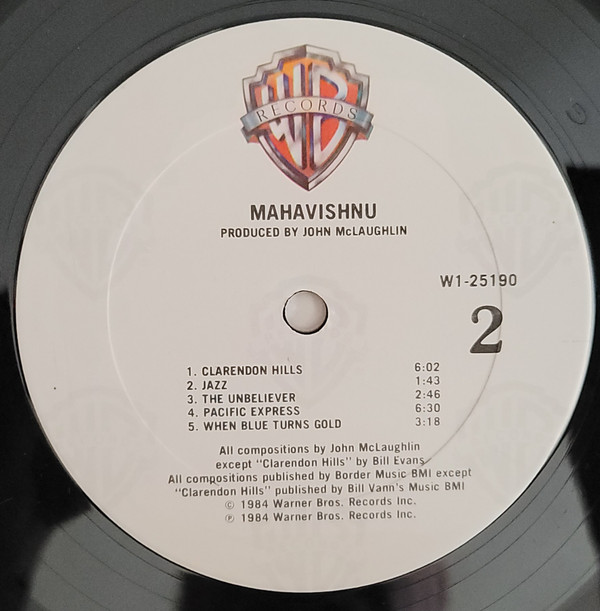 WB
RECORDS
MAHAVISHNU
PRODUCED BY JOHN McLAUGHLIN
W1-25190
2
1. CLARENDON HILLS 6:02
2. JAZZ 1:43
3. THE UNBELIEVER 2:46
4. PACIFIC EXPRESS 6:30
5. WHEN BLUE TURNS GOLD 3:18
All compositions by John McLaughlin
except "Clarendon Hills" by Bill Evans
All compositions published by Border Music BMI except
"Clarendon Hills" published by Bill Vann's Music BMI
© 1984 Warner Bros. Records Inc.
℗ 1984 Warner Bros. Records Inc.